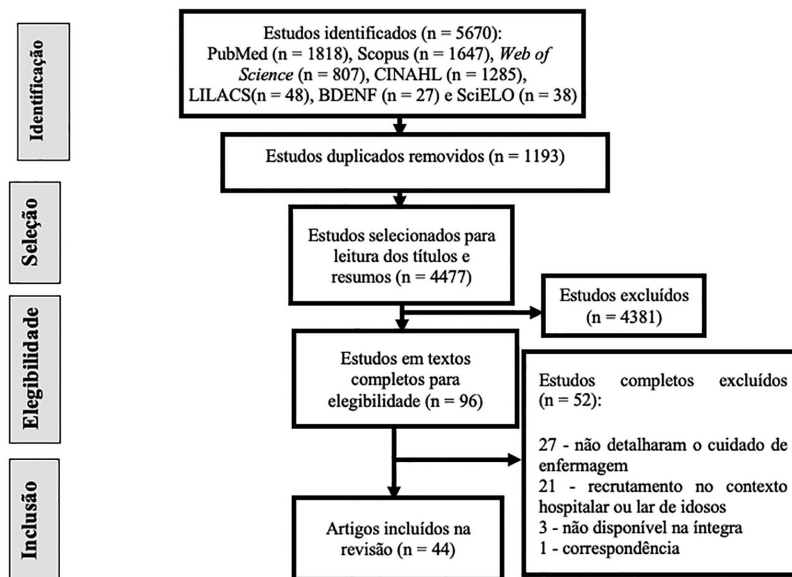 Identificação
Estudos identificados (n = 5670):
PubMed (n = 1818), Scopus (n = 1647), Web of
Science (n = 807), CINAHL (n = 1285),
LILACS(n = 48), BDENF (n = 27) e SciELO (n = 38)
Estudos duplicados removidos (n = 1193)
Seleção
Estudos selecionados para
leitura dos títulos e
resumos (n = 4477)
Estudos excluídos
(n = 4381)
Elegibilidade
Estudos em textos
completos para
elegibilidade (n = 96)
Estudos completos excluídos
(n = 52):
27 - não detalharam o cuidado de
enfermagem
21 - recrutamento no contexto
hospitalar ou lar de idosos
3 - não disponível na íntegra
1 - correspondência
Inclusão
Artigos incluídos na
revisão (n = 44)